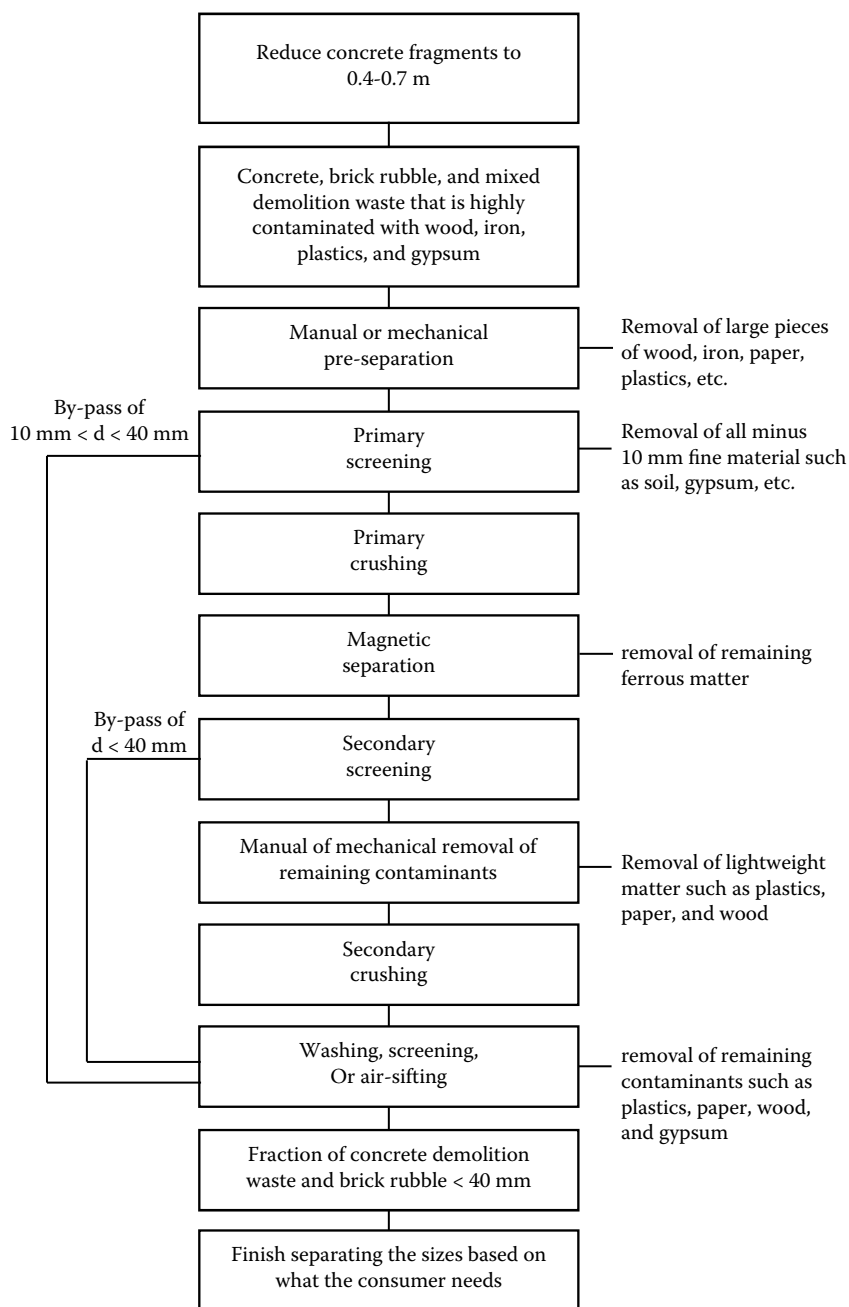 Reduce concrete fragments to
0.4-0.7 m
Concrete, brick rubble, and mixed
demolition waste that is highly
contaminated with wood, iron,
plastics, and gypsum
Manual or mechanical
pre-separation
Removal of large pieces
of wood, iron, paper,
plastics, etc.
By-pass of
10 mm < d < 40 mm
Primary
screening
Removal of all minus
10 mm fine material such
as soil, gypsum, etc.
Primary
crushing
Magnetic
separation
removal of remaining
ferrous matter
By-pass of
d < 40 mm
Secondary
screening
Manual of mechanical removal of
remaining contaminants
Removal of lightweight
matter such as plastics,
paper, and wood
Secondary
crushing
Washing, screening,
Or air-sifting
removal of remaining
contaminants such as
plastics, paper, wood,
and gypsum
Fraction of concrete demolition
waste and brick rubble < 40 mm
Finish separating the sizes based on
what the consumer needs